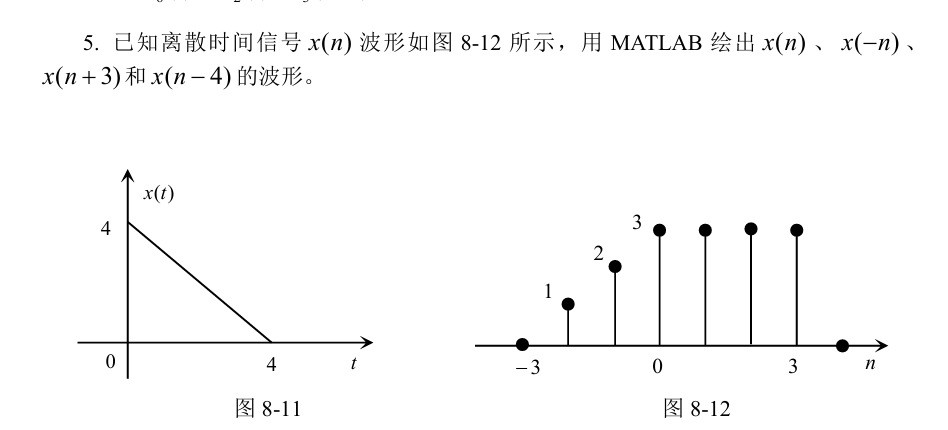 5. 已知离散时间信号 x(n) 波形如图 8-12 所示，用 MATLAB 绘出 x(n) 、 x(−n) 、
x(n+3) 和 x(n−4) 的波形。
x(t)
4
0
4
t
图 8-11
3
2
1
−3
0
3
n
图 8-12